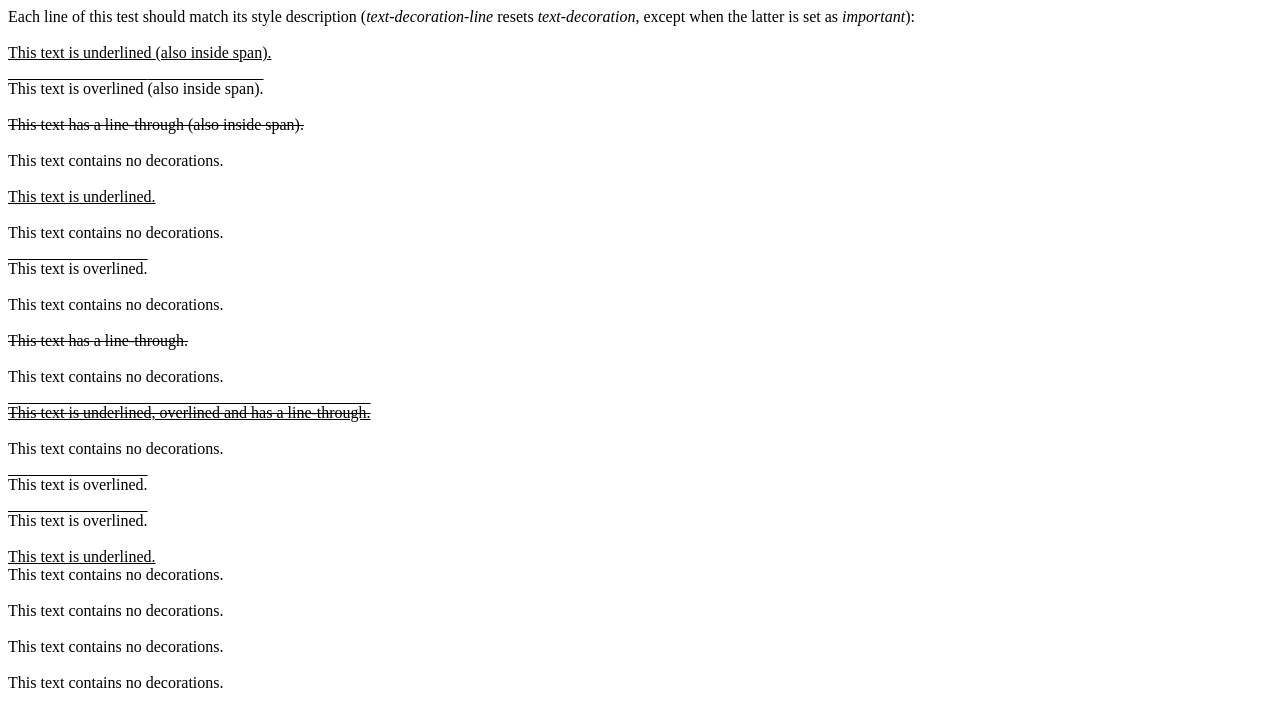 Each line of this test should match its style description (text-decoration-line resets text-decoration, except when the latter is set as important):
This text is underlined (also inside span).
This text is overlined (also inside span).
This text has a line-through (also inside span).
This text contains no decorations.
This text is underlined.
This text contains no decorations.
This text is overlined.
This text contains no decorations.
This text has a line-through.
This text contains no decorations.
This text is underlined, overlined and has a line-through.
This text contains no decorations.
This text is overlined.
This text is overlined.
This text is underlined.
This text contains no decorations.
This text contains no decorations.
This text contains no decorations.
This text contains no decorations.